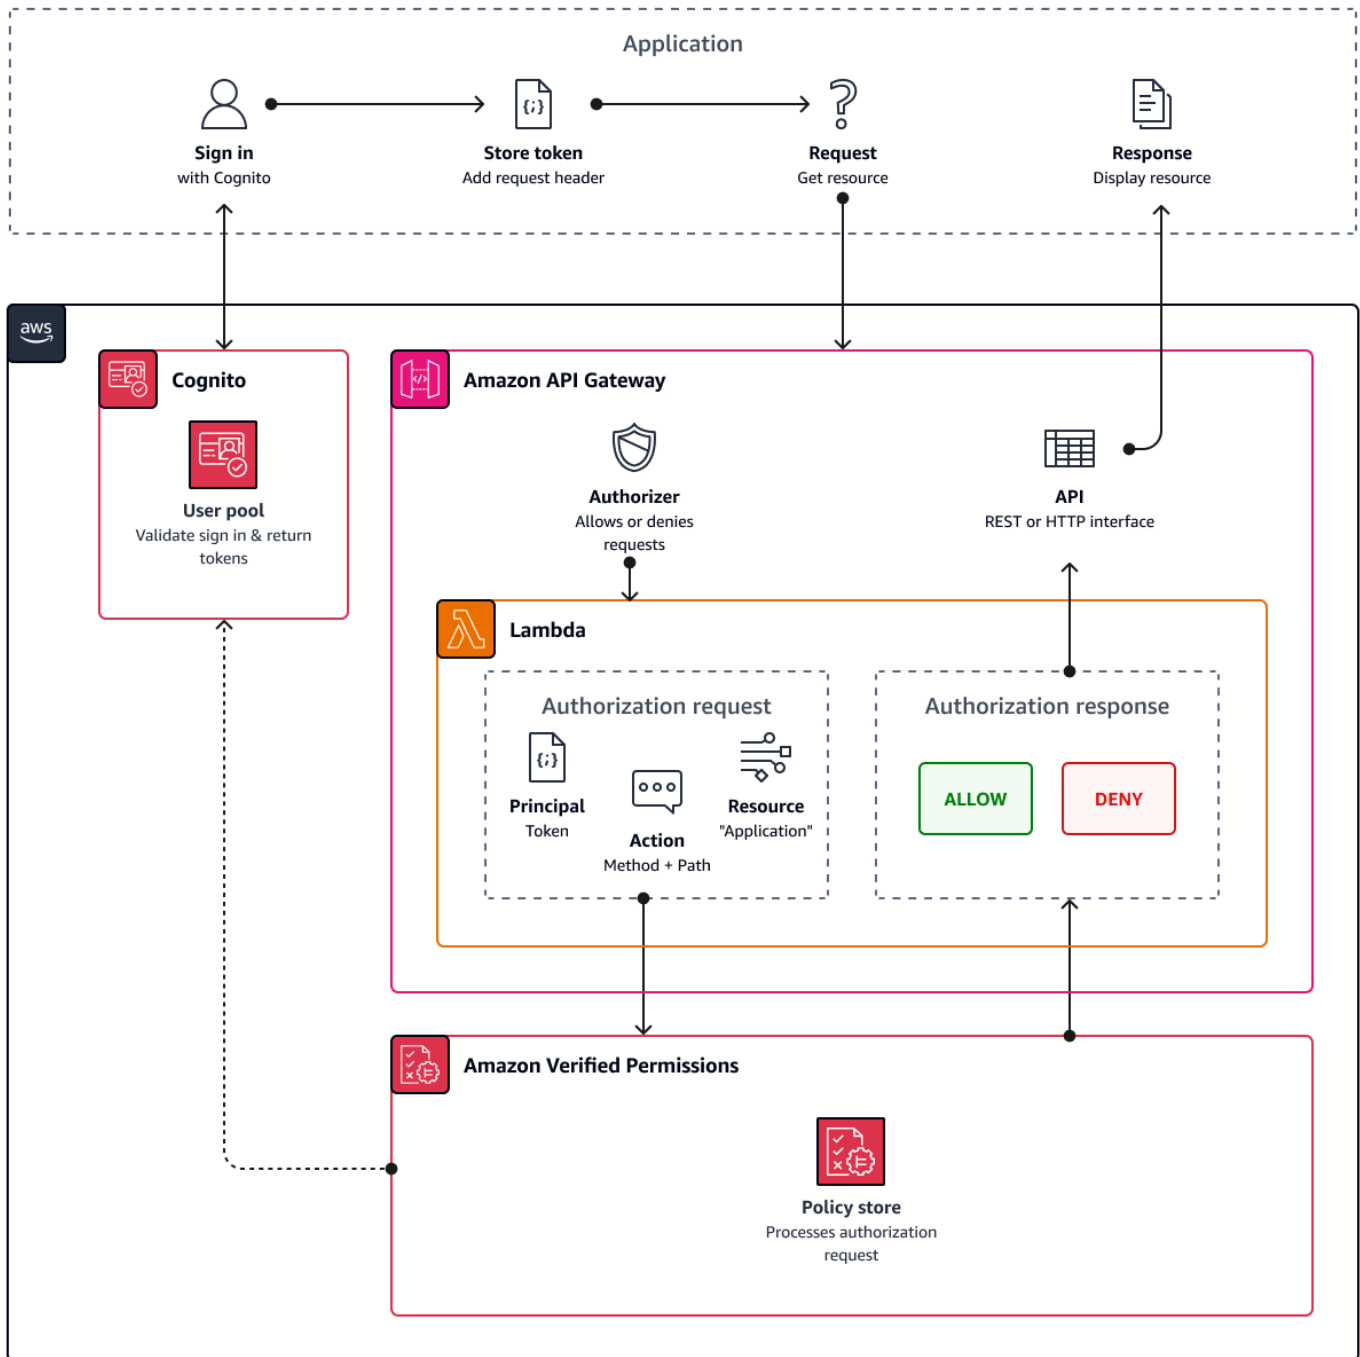 Application
Sign in
with Cognito
Store token
Add request header
Request
Get resource
Response
Display resource
aws
Cognito
User pool
Validate sign in & return
tokens
Amazon API Gateway
Authorizer
Allows or denies
requests
API
REST or HTTP interface
Lambda
Authorization request
Principal
Token
Action
Method + Path
Resource
"Application"
Authorization response
ALLOW
DENY
Amazon Verified Permissions
Policy store
Processes authorization
request